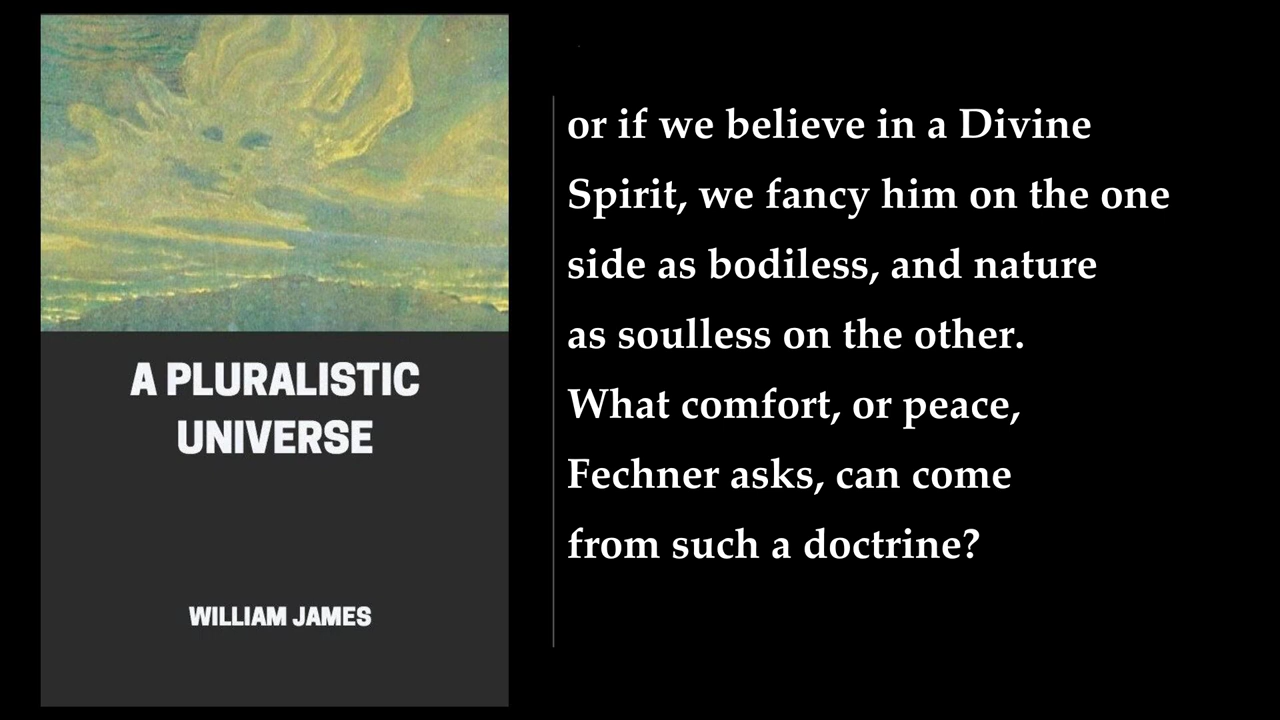 A PLURALISTIC
UNIVERSE
WILLIAM JAMES
or if we believe in a Divine
Spirit, we fancy him on the one
side as bodiless, and nature
as soulless on the other.
What comfort, or peace,
Fechner asks, can come
from such a doctrine?